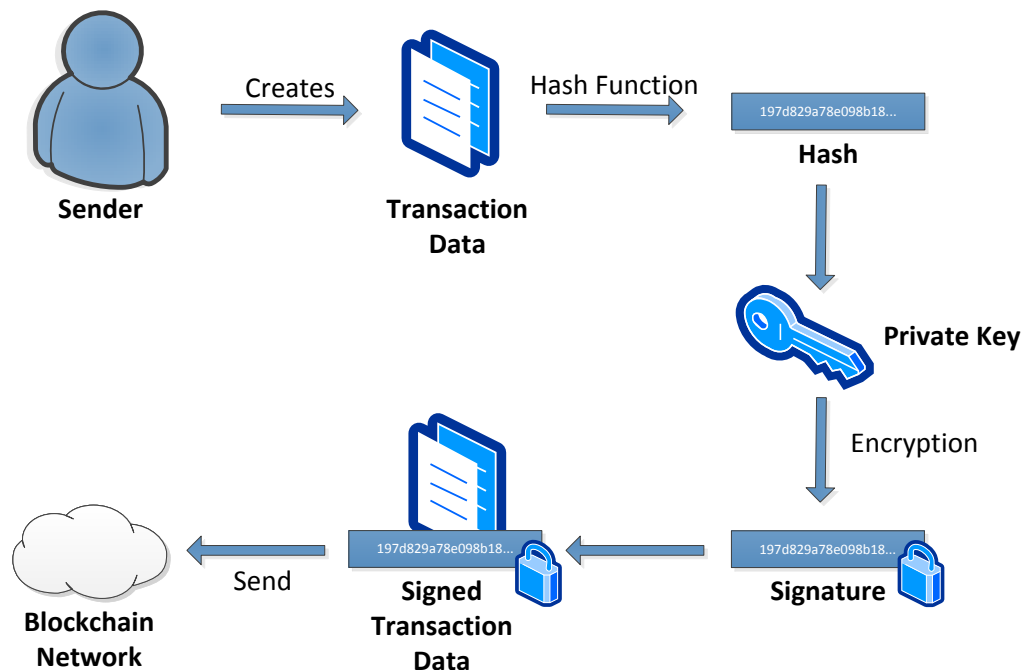 Creates
Hash Function
197d829a78e098b18...
Sender
Transaction
Data
Hash
Private Key
Encryption
197d829a78e098b18...
Signature
197d829a78e098b18...
Signed
Transaction
Data
Send
Blockchain
Network